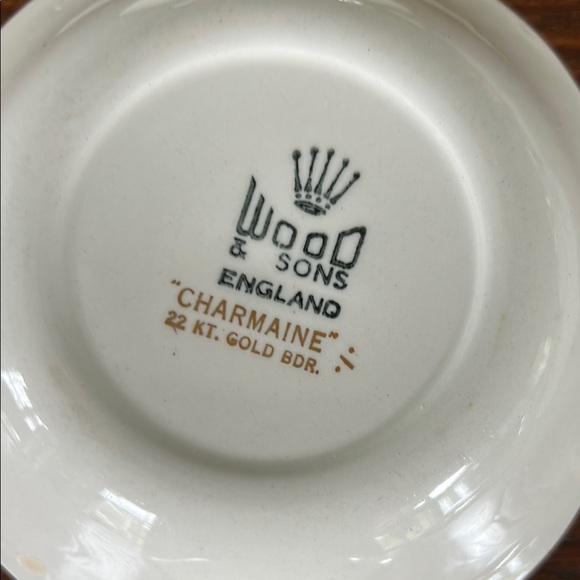 WOOD
& SONS
ENGLAND
"CHARMAINE"
22 KT. GOLD BDR.